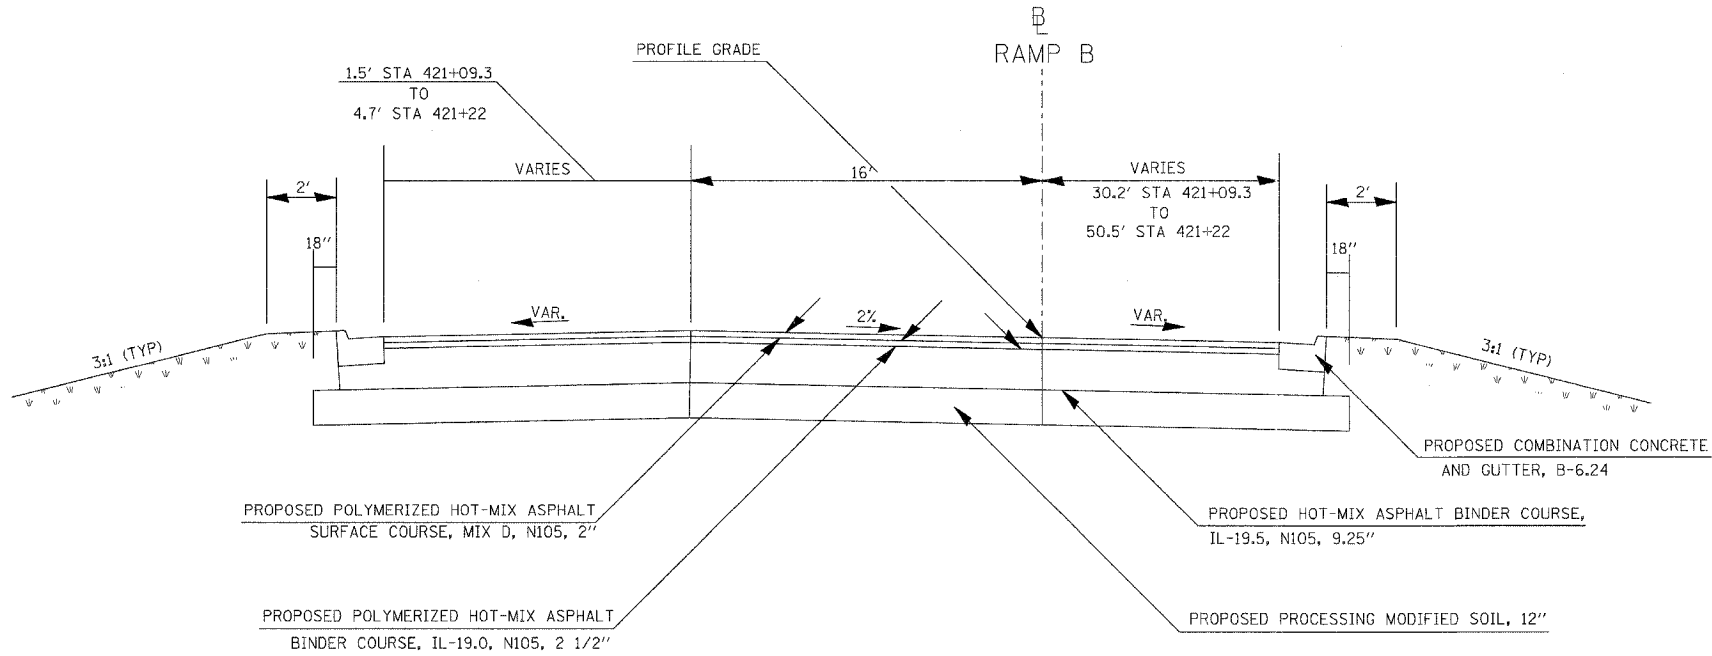 BL
RAMP B
PROFILE GRADE
1.5' STA 421+09.3
TO
4.7' STA 421+22
VARIES
16'
VARIES
30.2' STA 421+09.3
TO
50.5' STA 421+22
2'
2'
18"
18"
VAR.
2%
VAR.
3:1 (TYP)
3:1 (TYP)
PROPOSED COMBINATION CONCRETE
AND GUTTER, B-6.24
PROPOSED POLYMERIZED HOT-MIX ASPHALT
SURFACE COURSE, MIX D, N105, 2"
PROPOSED HOT-MIX ASPHALT BINDER COURSE,
IL-19.5, N105, 9.25"
PROPOSED POLYMERIZED HOT-MIX ASPHALT
BINDER COURSE, IL-19.0, N105, 2 1/2"
PROPOSED PROCESSING MODIFIED SOIL, 12"